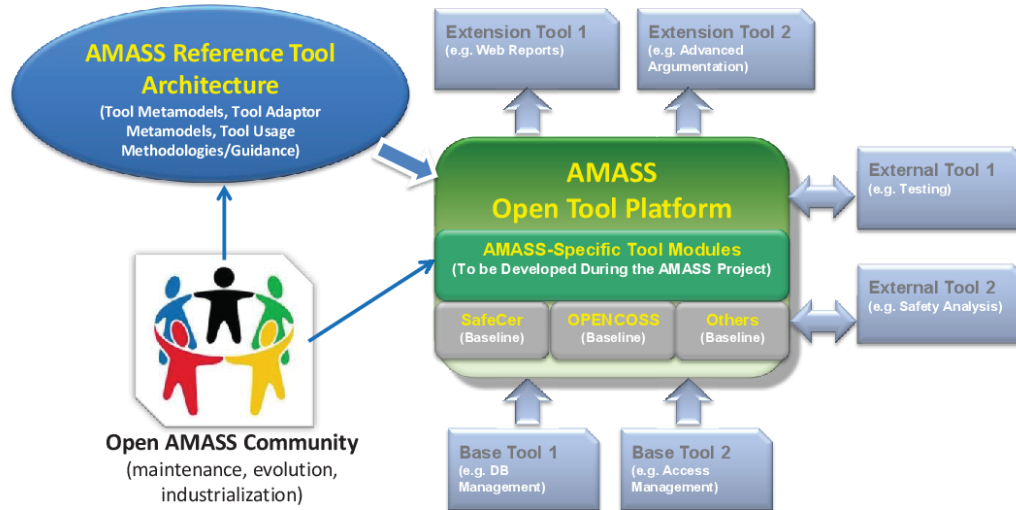 AMASS Reference Tool
Architecture
(Tool Metamodels, Tool Adaptor
Metamodels, Tool Usage
Methodologies/Guidance)
Extension Tool 1
(e.g. Web Reports)
Extension Tool 2
(e.g. Advanced
Argumentation)
AMASS
Open Tool Platform
AMASS-Specific Tool Modules
(To be Developed During the AMASS Project)
SafeCer
(Baseline)
OPENCOSS
(Baseline)
Others
(Baseline)
External Tool 1
(e.g. Testing)
External Tool 2
(e.g. Safety Analysis)
Open AMASS Community
(maintenance, evolution,
industrialization)
Base Tool 1
(e.g. DB
Management)
Base Tool 2
(e.g. Access
Management)